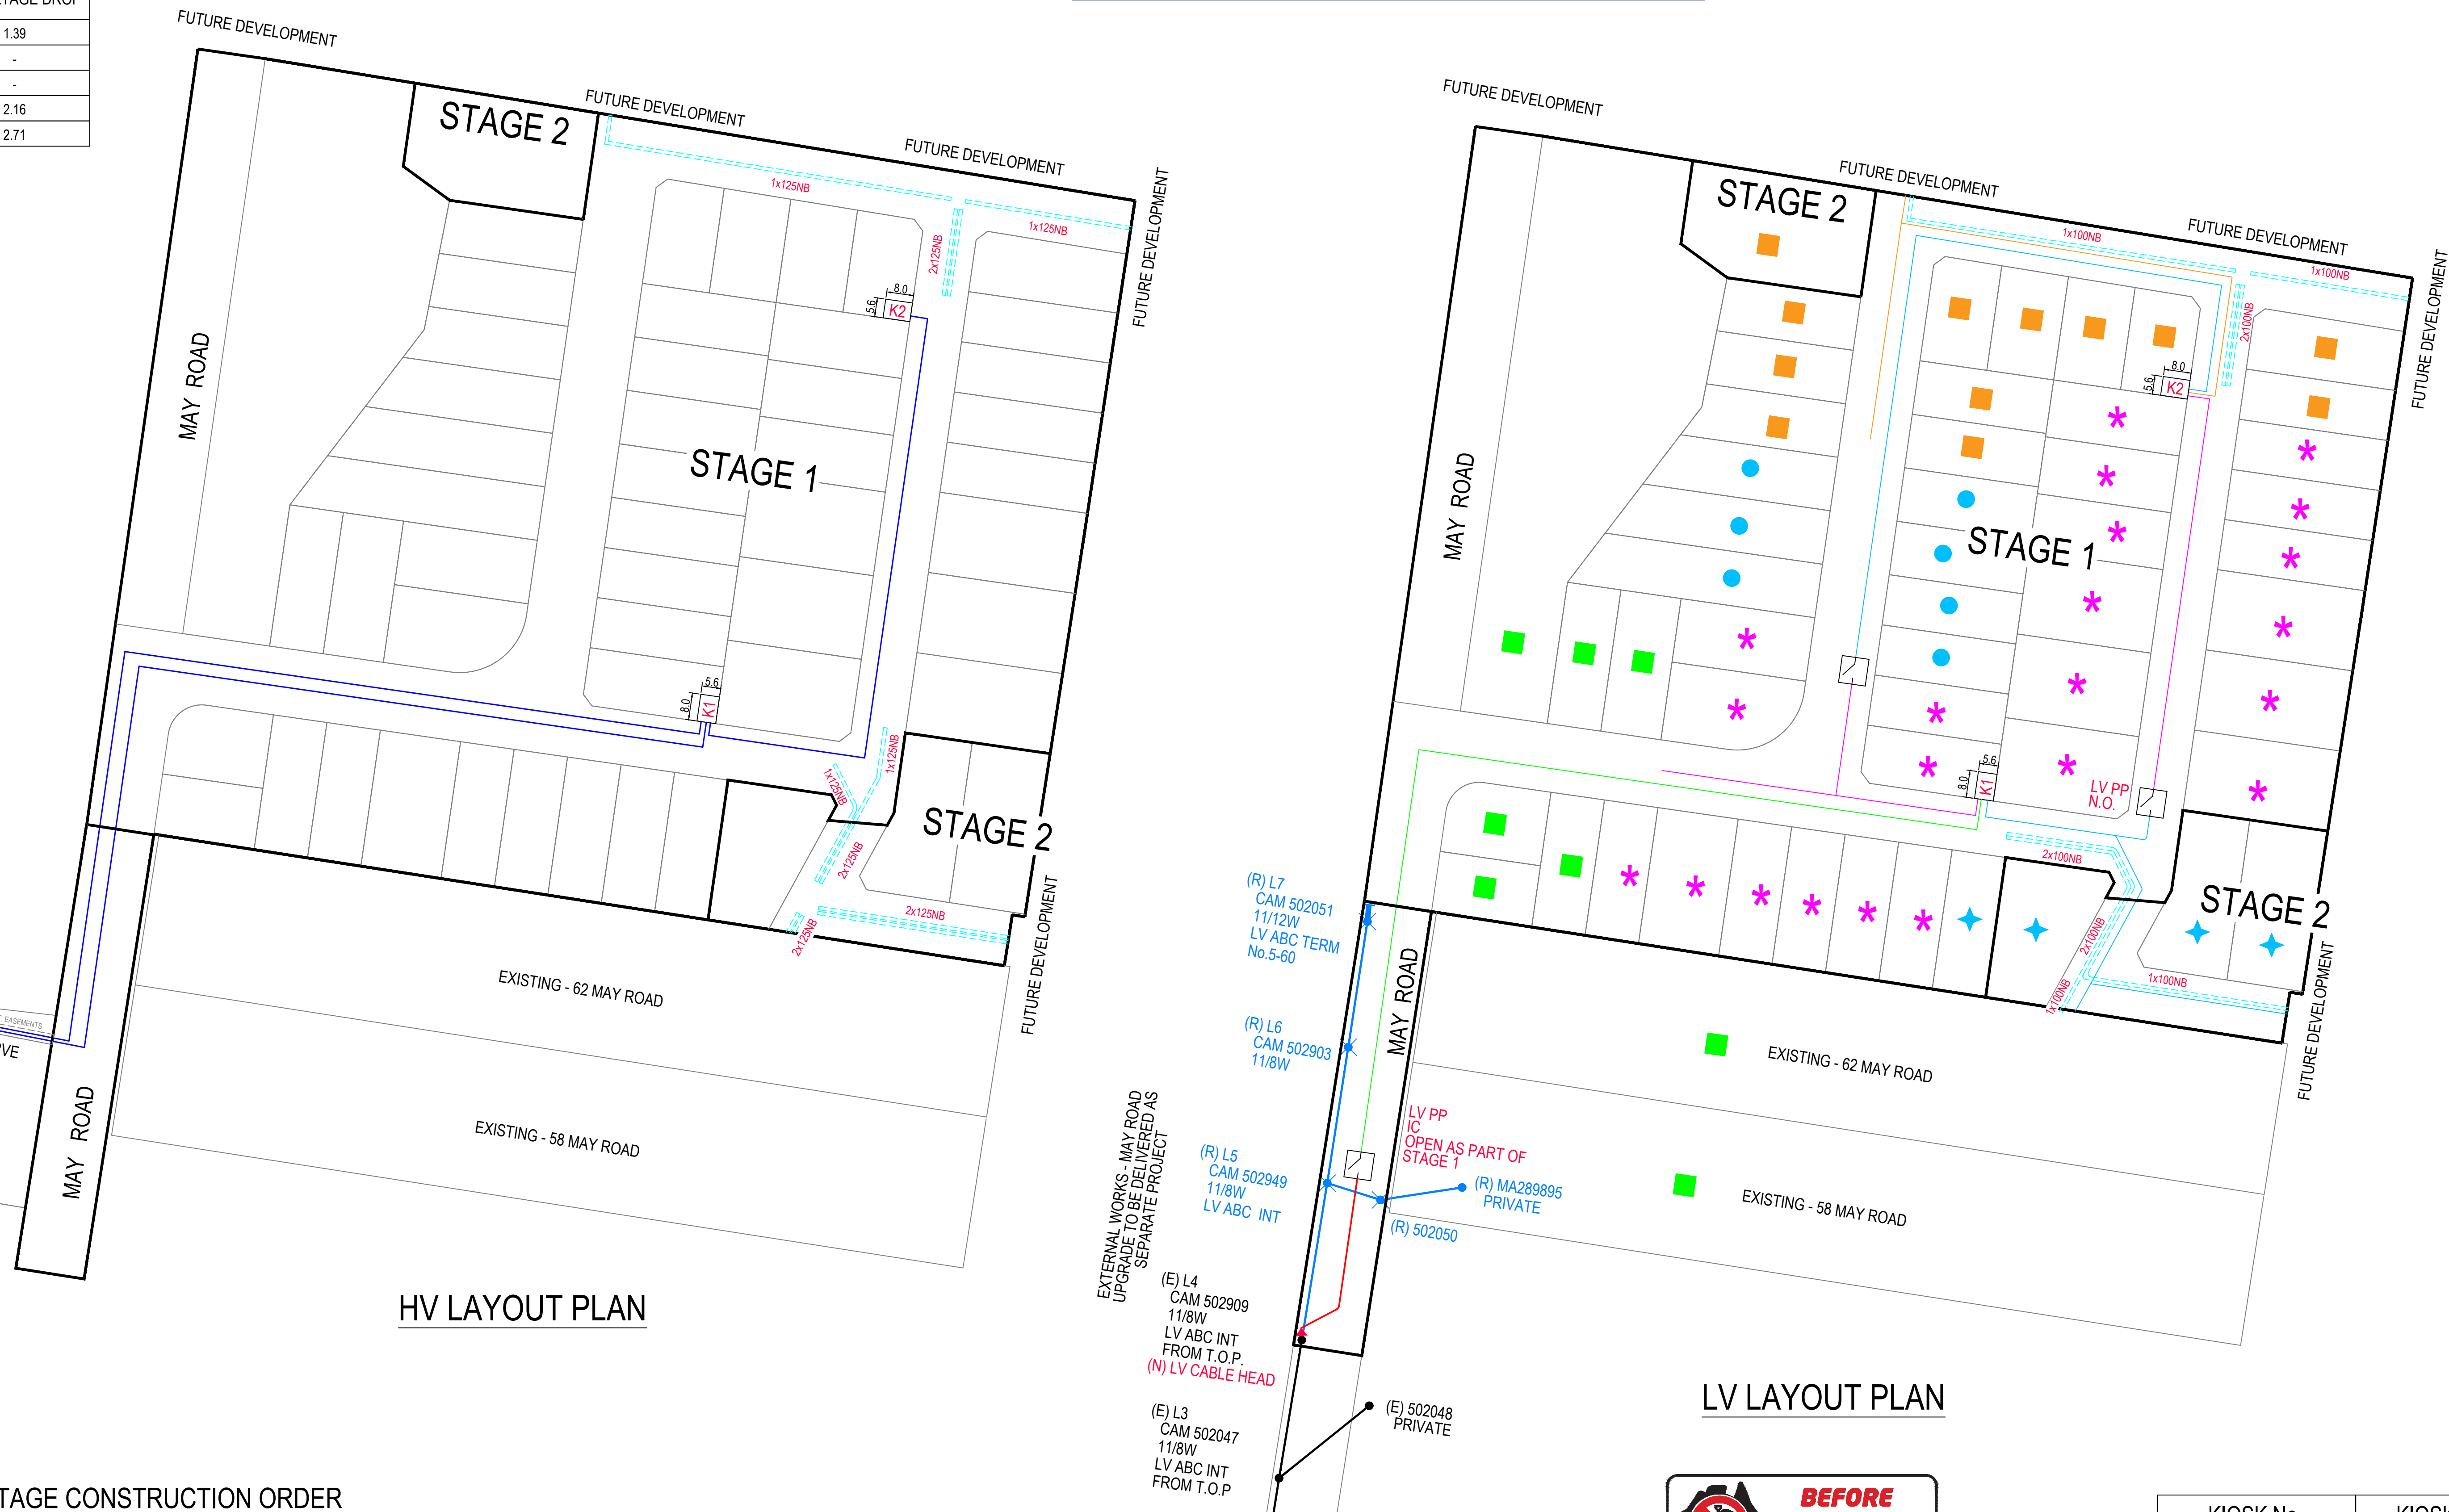 1.39
-
-
2.16
2.71
FUTURE DEVELOPMENT
FUTURE DEVELOPMENT
FUTURE DEVELOPMENT
FUTURE DEVELOPMENT
STAGE 2
1x125NB
1x125NB
2x125NB
8.0
5.6
K2
MAY ROAD
STAGE 1
5.6
8.0
K1
1x125NB
1x125NB
STAGE 2
2x125NB
2x125NB
2x125NB
FUTURE DEVELOPMENT
EXISTING - 62 MAY ROAD
EXISTING - 58 MAY ROAD
EASEMENTS
MAY ROAD
HV LAYOUT PLAN
TAGE CONSTRUCTION ORDER
FUTURE DEVELOPMENT
FUTURE DEVELOPMENT
FUTURE DEVELOPMENT
FUTURE DEVELOPMENT
STAGE 2
1x100NB
1x100NB
2x100NB
8.0
5.6
K2
MAY ROAD
STAGE 1
5.6
8.0
K1
LV PP
N.O.
2x100NB
STAGE 2
2x100NB
1x100NB
1x100NB
FUTURE DEVELOPMENT
(R) L7
CAM 502051
11/12W
LV ABC TERM
No.5-60
MAY ROAD
(R) L6
CAM 502903
11/8W
EXISTING - 62 MAY ROAD
EXTERNAL WORKS - MAY ROAD
UPGRADE TO BE DELIVERED AS
SEPARATE PROJECT
LV PP
IC
OPEN AS PART OF
STAGE 1
(R) L5
CAM 502949
11/8W
LV ABC INT
(R) MA289895
PRIVATE
EXISTING - 58 MAY ROAD
(R) 502050
(E) L4
CAM 502909
11/8W
LV ABC INT
FROM T.O.P.
(N) LV CABLE HEAD
(E) L3
CAM 502047
11/8W
LV ABC INT
FROM T.O.P
(E) 502048
PRIVATE
LV LAYOUT PLAN
BEFORE
KIOSK No